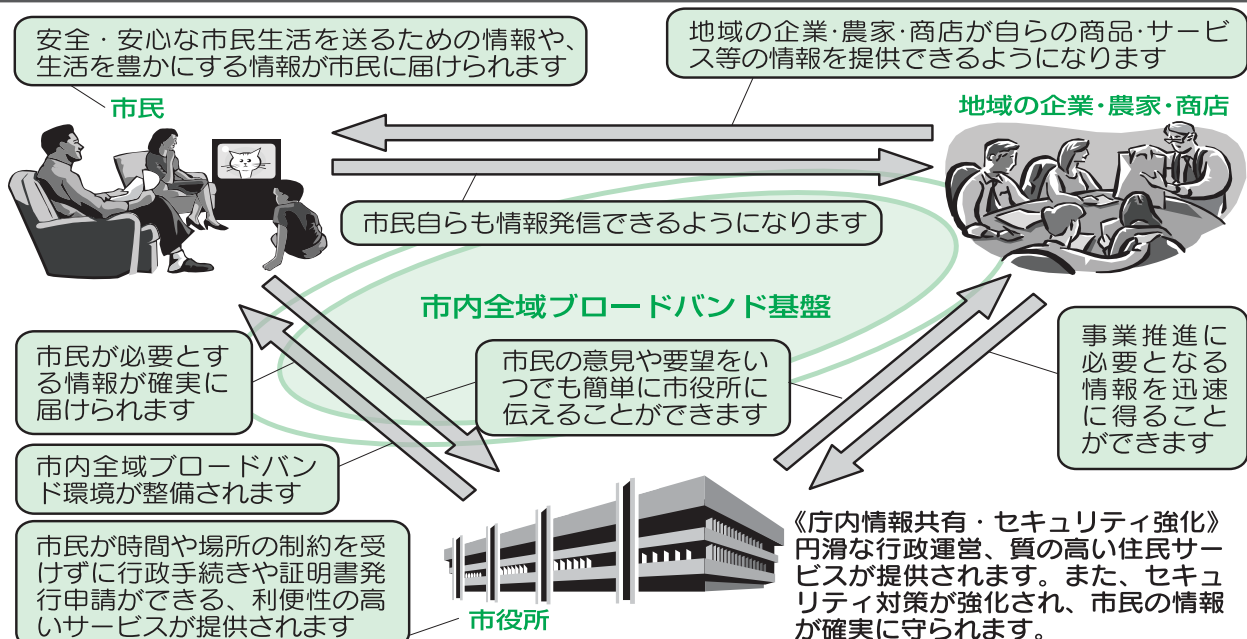 安全・安心な市民生活を送るための情報や、
生活を豊かにする情報が市民に届けられます
地域の企業・農家・商店が自らの商品・サービ
ス等の情報を提供できるようになります
市民
地域の企業・農家・商店
市民自らも情報発信できるようになります
市内全域ブロードバンド基盤
市民が必要とす
る情報が確実に
届けられます
市民の意見や要望をい
つでも簡単に市役所に
伝えることができます
事業推進に
必要となる
情報を迅速
に得ること
ができます
市内全域ブロードバン
ド環境が整備されます
市民が時間や場所の制約を受
けずに行政手続きや証明書発
行申請ができる、利便性の高
いサービスが提供されます
市役所
《庁内情報共有・セキュリティ強化》
円滑な行政運営、質の高い住民サー
ビスが提供されます。また、セキュ
リティ対策が強化され、市民の情報
が確実に守られます。